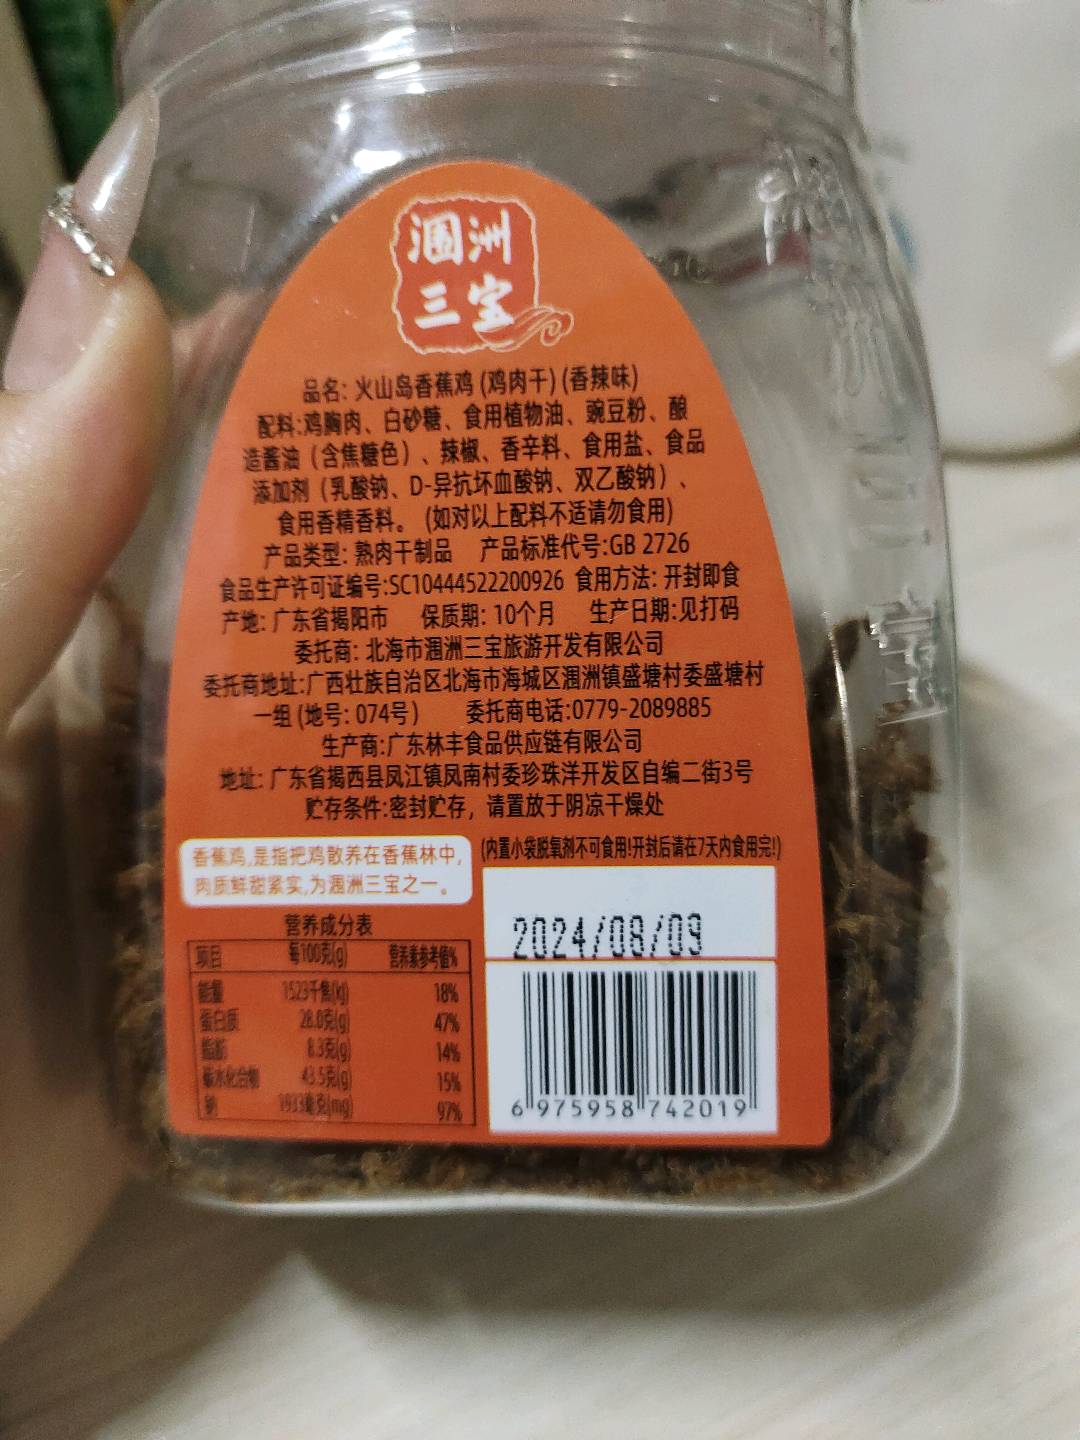 涠洲
三宝
品名: 火山岛香蕉鸡 (鸡肉干) (香辣味)
配料:鸡胸肉、白砂糖、食用植物油、豌豆粉、酿
造酱油（含焦糖色）、辣椒、香辛料、食用盐、食品
添加剂（乳酸钠、D-异抗坏血酸钠、双乙酸钠）、
食用香精香料。 (如对以上配料不适请勿食用)
产品类型: 熟肉干制品 产品标准代号:GB 2726
食品生产许可证编号:SC10444522200926 食用方法: 开封即食
产地: 广东省揭阳市 保质期: 10个月 生产日期:见打码
委托商: 北海市涠洲三宝旅游开发有限公司
委托商地址:广西壮族自治区北海市海城区涠洲镇盛塘村委盛塘村
一组 (地号: 074号) 委托商电话:0779-2089885
生产商:广东林丰食品供应链有限公司
地址: 广东省揭西县凤江镇凤南村委珍珠洋开发区自编二街3号
贮存条件:密封贮存，请置放于阴凉干燥处
(内置小袋脱氧剂不可食用!开封后请在7天内食用完!)
香蕉鸡,是指把鸡散养在香蕉林中,
肉质鲜甜紧实,为涠洲三宝之一。
营养成分表
项目 每100克(g) 营养素参考值%
能量 1523千焦(kj) 18%
蛋白质 28.0克(g) 47%
脂肪 8.3克(g) 14%
碳水化合物 43.5克(g) 15%
钠 1933毫克(mg) 97%
2024/08/09
6 975958 742019